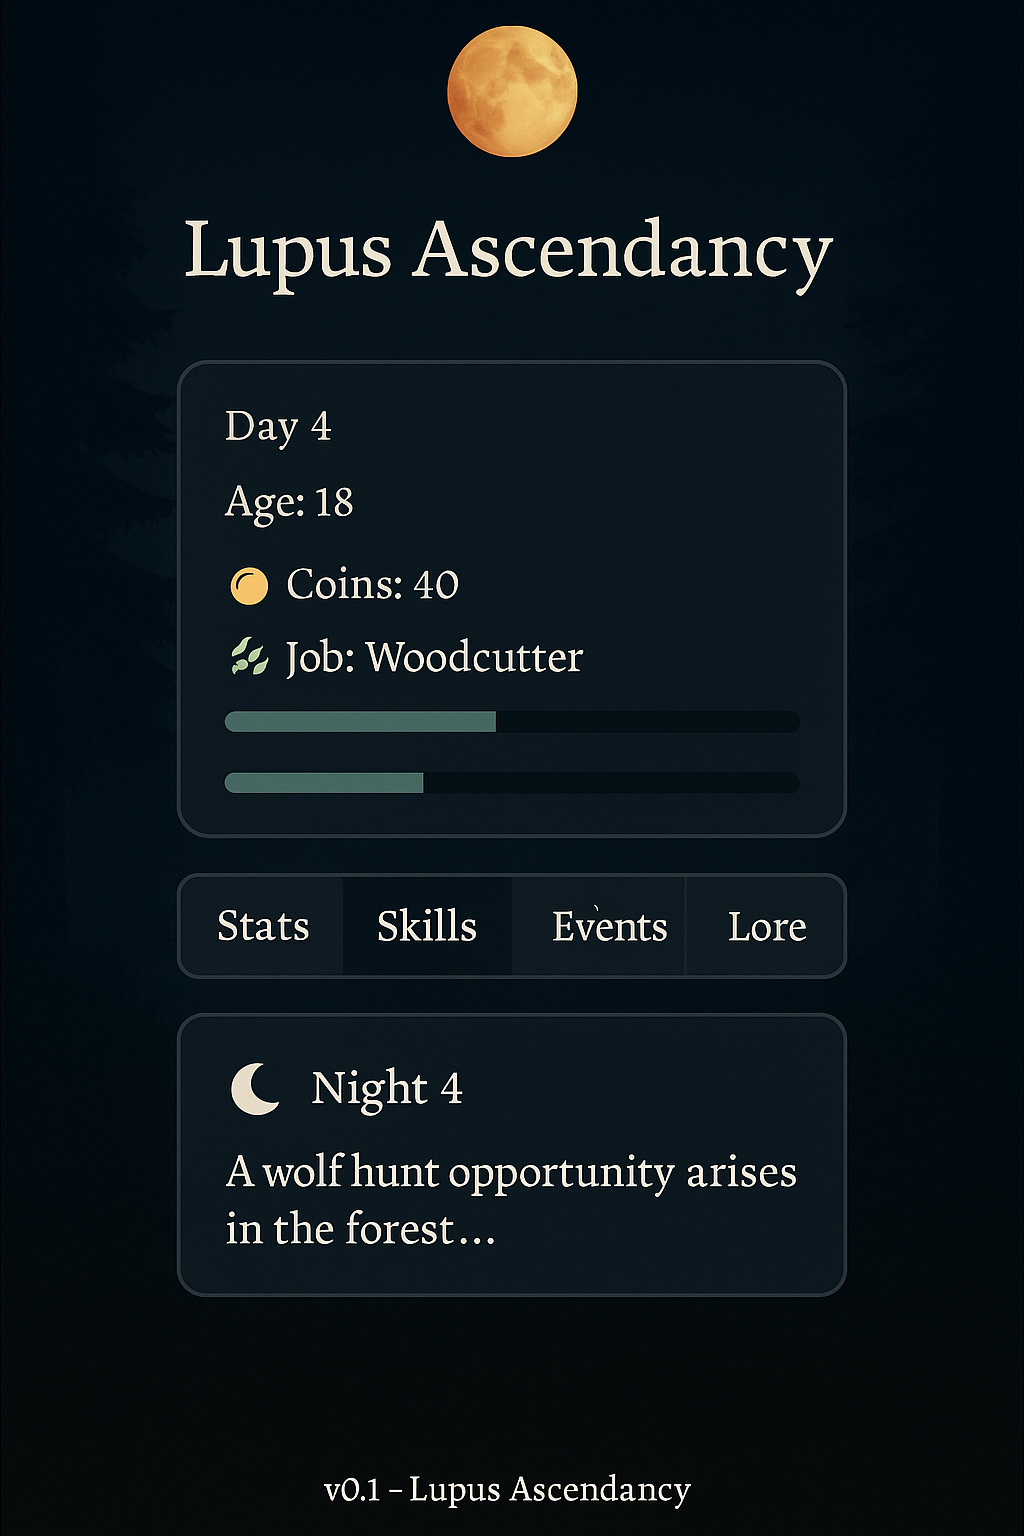 Lupus Ascendancy
Day 4
Age: 18
Coins: 40
Job: Woodcutter
Stats
Skills
Events
Lore
Night 4
A wolf hunt opportunity arises
in the forest...
v0.1 – Lupus Ascendancy